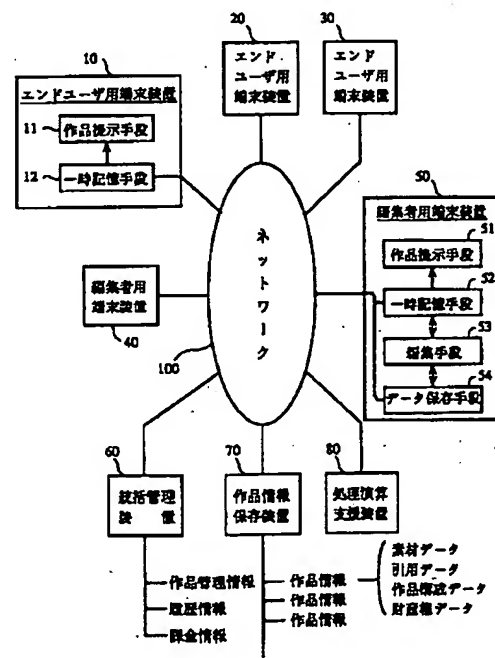 10
エンドユーザ用端末装置
11
作品提示手段
12
一時記憶手段
20
エンド
ユーザ用
端末装置
30
エンド
ユーザ用
端末装置
ネットワーク
100
編集者用
端末装置
40
50
編集者用端末装置
51
作品提示手段
52
一時記憶手段
53
編集手段
54
データ保存手段
60
統括管理
装置
70
作品情報
保存装置
80
処理演算
支援装置
作品管理情報
履歴情報
課金情報
作品情報
作品情報
作品情報
素材データ
引用データ
作品構成データ
財産権データ